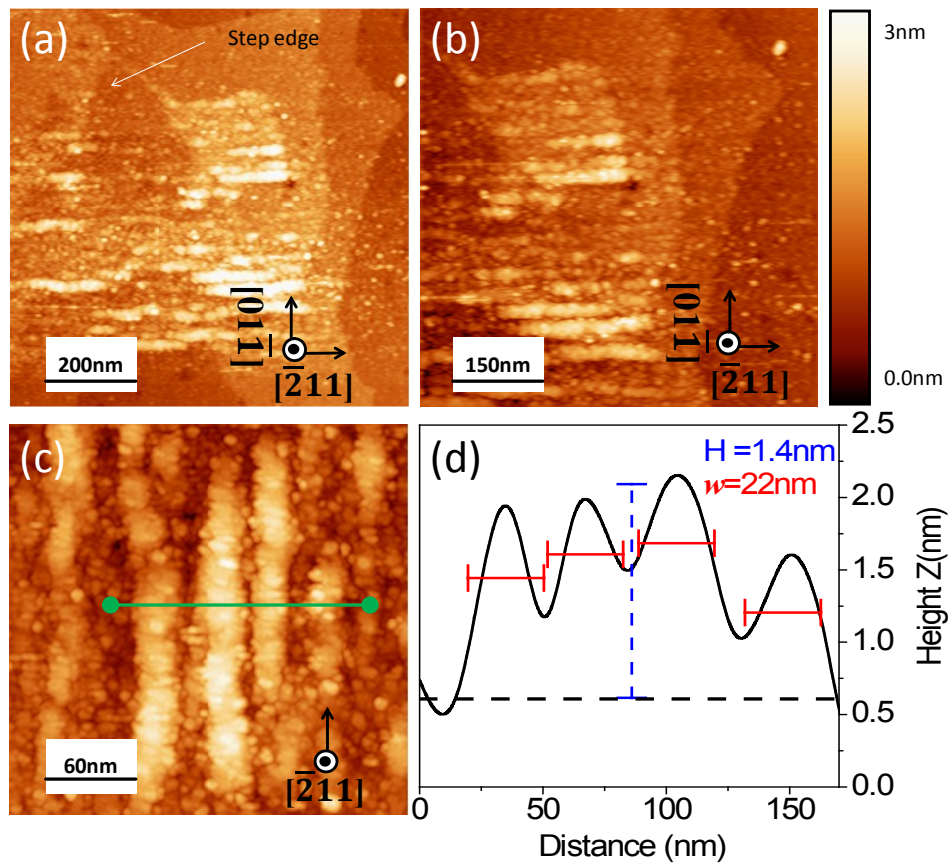 (a)
Step edge
[011̅]
200nm
[2̅11]
(b)
[011̅]
150nm
[2̅11]
3nm
0.0nm
(c)
60nm
[2̅11]
(d)
H =1.4nm
w=22nm
2.5
2.0
1.5
1.0
0.5
0.0
Height Z(nm)
0
50
100
150
Distance (nm)